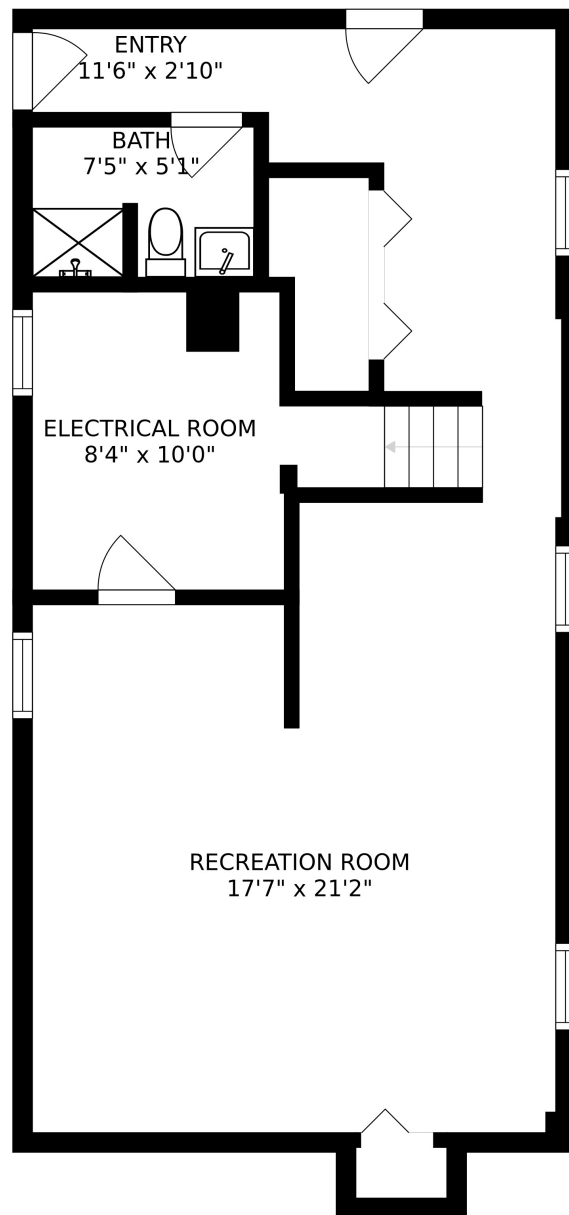 ENTRY
11'6" x 2'10"
BATH
7'5" x 5'1"
ELECTRICAL ROOM
8'4" x 10'0"
RECREATION ROOM
17'7" x 21'2"